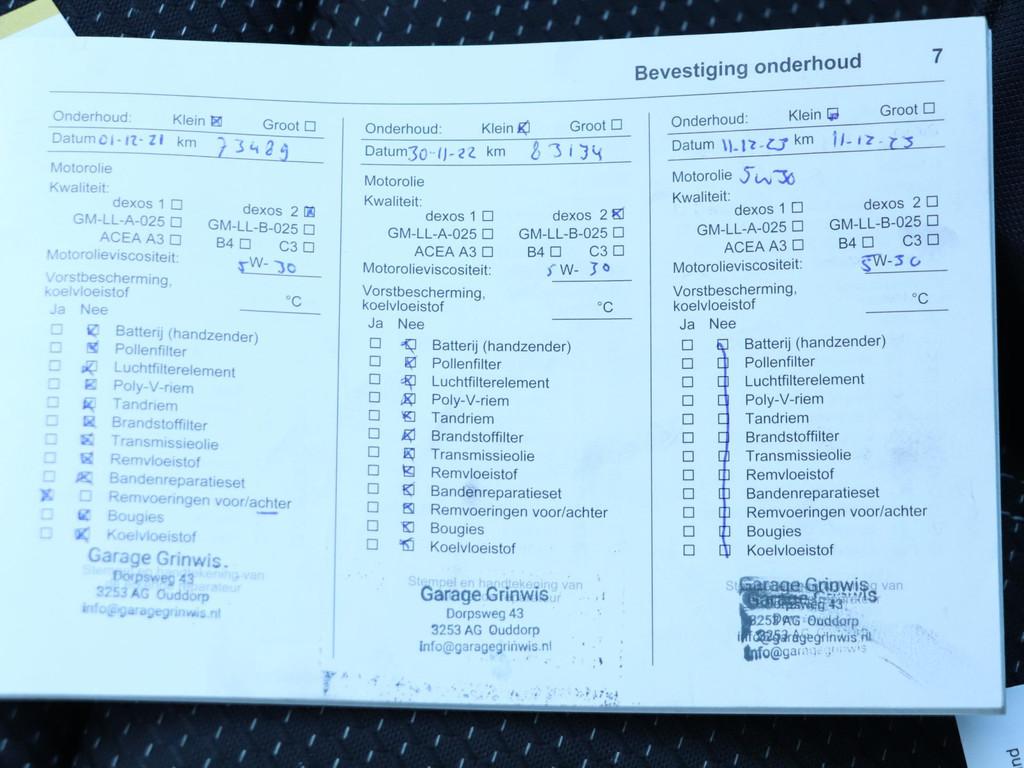 Bevestiging onderhoud 7
Onderhoud: Klein Groot
Datum 01-12-21 km 73489
Motorolie
Kwaliteit:
dexos 1 dexos 2
GM-LL-A-025 GM-LL-B-025
ACEA A3 B4 C3
Motorolieviscositeit: 5W-30
Vorstbescherming,
koelvloeistof °C
Ja Nee
Batterij (handzender)
Pollenfilter
Luchtfilterelement
Poly-V-riem
Tandriem
Brandstoffilter
Transmissieolie
Remvloeistof
Bandenreparatieset
Remvoeringen voor/achter
Bougies
Koelvloeistof
Garage Grinwis.
Dorpsweg 43
3253 AG Ouddorp
info@garagegrinwis.nl
Onderhoud: Klein Groot
Datum 30-11-22 km 83134
Motorolie
Kwaliteit:
dexos 1 dexos 2
GM-LL-A-025 GM-LL-B-025
ACEA A3 B4 C3
Motorolieviscositeit: 5W-30
Vorstbescherming,
koelvloeistof °C
Ja Nee
Batterij (handzender)
Pollenfilter
Luchtfilterelement
Poly-V-riem
Tandriem
Brandstoffilter
Transmissieolie
Remvloeistof
Bandenreparatieset
Remvoeringen voor/achter
Bougies
Koelvloeistof
Stempel en handtekening van
Garage Grinwis
Dorpsweg 43
3253 AG Ouddorp
info@garagegrinwis.nl
Onderhoud: Klein Groot
Datum 11-12-23 km 11-12-23
Motorolie 5W30
Kwaliteit:
dexos 1 dexos 2
GM-LL-A-025 GM-LL-B-025
ACEA A3 B4 C3
Motorolieviscositeit: 5W-30
Vorstbescherming,
koelvloeistof °C
Ja Nee
Batterij (handzender)
Pollenfilter
Luchtfilterelement
Poly-V-riem
Tandriem
Brandstoffilter
Transmissieolie
Remvloeistof
Bandenreparatieset
Remvoeringen voor/achter
Bougies
Koelvloeistof
Garage Grinwis
3253 AG Ouddorp
info@garagegrinwis.nl